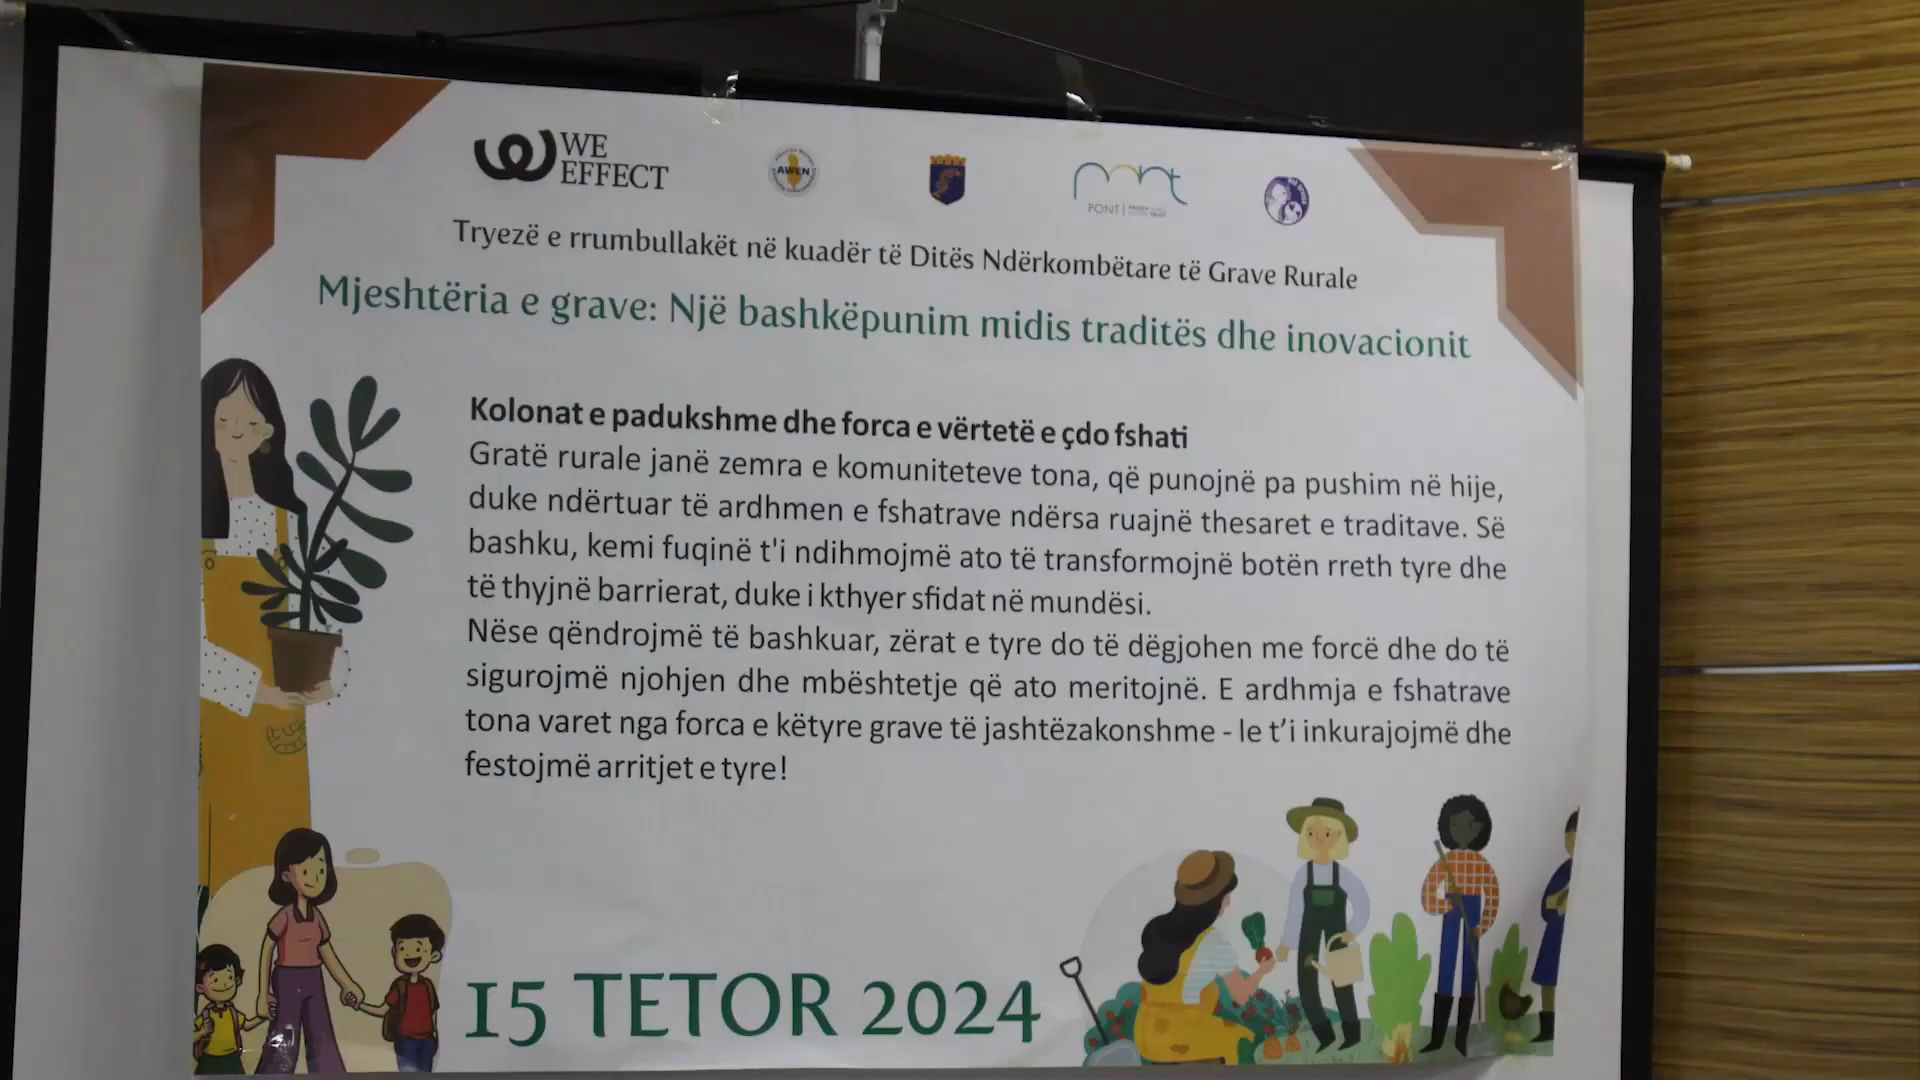 WE
EFFECT
AWEN
PONT
Tryezë e rrumbullakët në kuadër të Ditës Ndërkombëtare të Grave Rurale
Mjeshtëria e grave: Një bashkëpunim midis traditës dhe inovacionit
Kolonat e padukshme dhe forca e vërtetë e çdo fshati
Gratë rurale janë zemra e komuniteteve tona, që punojnë pa pushim në hije,
duke ndërtuar të ardhmen e fshatrave ndërsa ruajnë thesaret e traditave. Së
bashku, kemi fuqinë t'i ndihmojmë ato të transformojnë botën rreth tyre dhe
të thyjnë barrierat, duke i kthyer sfidat në mundësi.
Nëse qëndrojmë të bashkuar, zërat e tyre do të dëgjohen me forcë dhe do të
sigurojmë njohjen dhe mbështetje që ato meritojnë. E ardhmja e fshatrave
tona varet nga forca e këtyre grave të jashtëzakonshme - le t’i inkurajojmë dhe
festojmë arritjet e tyre!
15 TETOR 2024